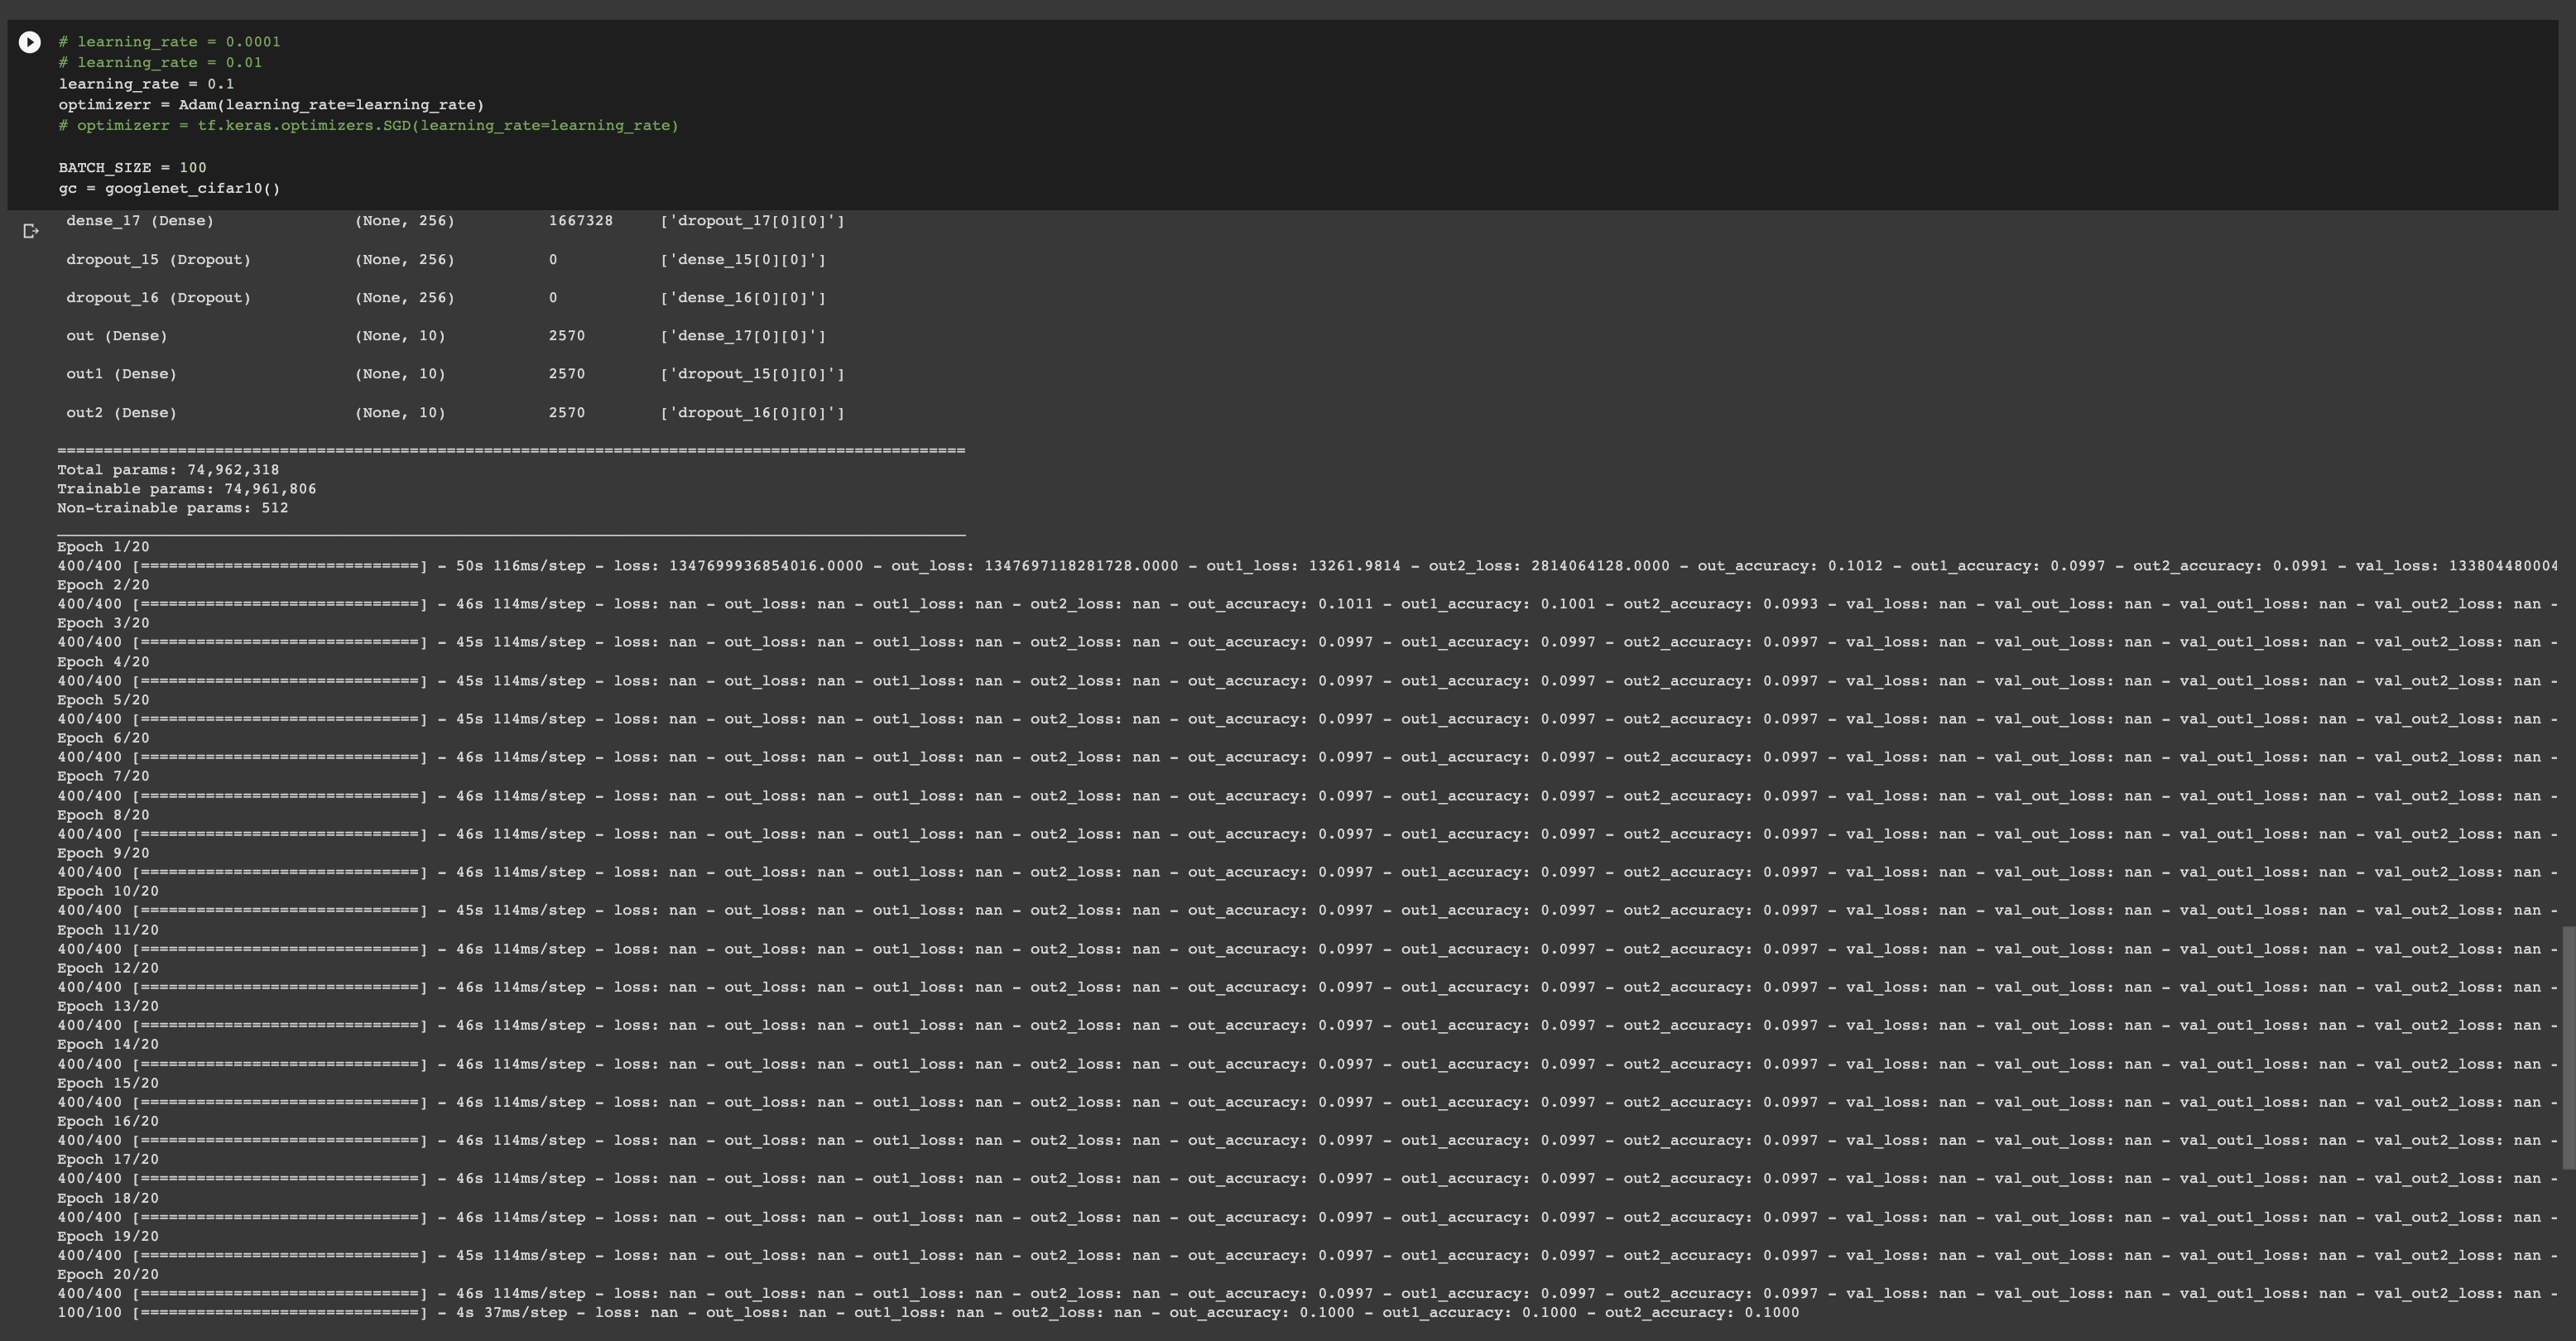 # learning_rate = 0.0001
# learning_rate = 0.01
learning_rate = 0.1
optimizerr = Adam(learning_rate=learning_rate)
# optimizerr = tf.keras.optimizers.SGD(learning_rate=learning_rate)
BATCH_SIZE = 100
gc = googlenet_cifar10()
dense_17 (Dense) (None, 256) 1667328 ['dropout_17[0][0]']
dropout_15 (Dropout) (None, 256) 0 ['dense_15[0][0]']
dropout_16 (Dropout) (None, 256) 0 ['dense_16[0][0]']
out (Dense) (None, 10) 2570 ['dense_17[0][0]']
out1 (Dense) (None, 10) 2570 ['dropout_15[0][0]']
out2 (Dense) (None, 10) 2570 ['dropout_16[0][0]']
==================================================================================================
Total params: 74,962,318
Trainable params: 74,961,806
Non-trainable params: 512
__________________________________________________________________________________________________
Epoch 1/20
400/400 [==============================] - 50s 116ms/step - loss: 1347699936854016.0000 - out_loss: 1347697118281728.0000 - out1_loss: 13261.9814 - out2_loss: 2814064128.0000 - out_accuracy: 0.1012 - out1_accuracy: 0.0997 - out2_accuracy: 0.0991 - val_loss: 133804480004
Epoch 2/20
400/400 [==============================] - 46s 114ms/step - loss: nan - out_loss: nan - out1_loss: nan - out2_loss: nan - out_accuracy: 0.1011 - out1_accuracy: 0.1001 - out2_accuracy: 0.0993 - val_loss: nan - val_out_loss: nan - val_out1_loss: nan - val_out2_loss: nan -
Epoch 3/20
400/400 [==============================] - 45s 114ms/step - loss: nan - out_loss: nan - out1_loss: nan - out2_loss: nan - out_accuracy: 0.0997 - out1_accuracy: 0.0997 - out2_accuracy: 0.0997 - val_loss: nan - val_out_loss: nan - val_out1_loss: nan - val_out2_loss: nan -
Epoch 4/20
400/400 [==============================] - 45s 114ms/step - loss: nan - out_loss: nan - out1_loss: nan - out2_loss: nan - out_accuracy: 0.0997 - out1_accuracy: 0.0997 - out2_accuracy: 0.0997 - val_loss: nan - val_out_loss: nan - val_out1_loss: nan - val_out2_loss: nan -
Epoch 5/20
400/400 [==============================] - 45s 114ms/step - loss: nan - out_loss: nan - out1_loss: nan - out2_loss: nan - out_accuracy: 0.0997 - out1_accuracy: 0.0997 - out2_accuracy: 0.0997 - val_loss: nan - val_out_loss: nan - val_out1_loss: nan - val_out2_loss: nan -
Epoch 6/20
400/400 [==============================] - 46s 114ms/step - loss: nan - out_loss: nan - out1_loss: nan - out2_loss: nan - out_accuracy: 0.0997 - out1_accuracy: 0.0997 - out2_accuracy: 0.0997 - val_loss: nan - val_out_loss: nan - val_out1_loss: nan - val_out2_loss: nan -
Epoch 7/20
400/400 [==============================] - 46s 114ms/step - loss: nan - out_loss: nan - out1_loss: nan - out2_loss: nan - out_accuracy: 0.0997 - out1_accuracy: 0.0997 - out2_accuracy: 0.0997 - val_loss: nan - val_out_loss: nan - val_out1_loss: nan - val_out2_loss: nan -
Epoch 8/20
400/400 [==============================] - 46s 114ms/step - loss: nan - out_loss: nan - out1_loss: nan - out2_loss: nan - out_accuracy: 0.0997 - out1_accuracy: 0.0997 - out2_accuracy: 0.0997 - val_loss: nan - val_out_loss: nan - val_out1_loss: nan - val_out2_loss: nan -
Epoch 9/20
400/400 [==============================] - 46s 114ms/step - loss: nan - out_loss: nan - out1_loss: nan - out2_loss: nan - out_accuracy: 0.0997 - out1_accuracy: 0.0997 - out2_accuracy: 0.0997 - val_loss: nan - val_out_loss: nan - val_out1_loss: nan - val_out2_loss: nan -
Epoch 10/20
400/400 [==============================] - 45s 114ms/step - loss: nan - out_loss: nan - out1_loss: nan - out2_loss: nan - out_accuracy: 0.0997 - out1_accuracy: 0.0997 - out2_accuracy: 0.0997 - val_loss: nan - val_out_loss: nan - val_out1_loss: nan - val_out2_loss: nan -
Epoch 11/20
400/400 [==============================] - 46s 114ms/step - loss: nan - out_loss: nan - out1_loss: nan - out2_loss: nan - out_accuracy: 0.0997 - out1_accuracy: 0.0997 - out2_accuracy: 0.0997 - val_loss: nan - val_out_loss: nan - val_out1_loss: nan - val_out2_loss: nan -
Epoch 12/20
400/400 [==============================] - 46s 114ms/step - loss: nan - out_loss: nan - out1_loss: nan - out2_loss: nan - out_accuracy: 0.0997 - out1_accuracy: 0.0997 - out2_accuracy: 0.0997 - val_loss: nan - val_out_loss: nan - val_out1_loss: nan - val_out2_loss: nan -
Epoch 13/20
400/400 [==============================] - 46s 114ms/step - loss: nan - out_loss: nan - out1_loss: nan - out2_loss: nan - out_accuracy: 0.0997 - out1_accuracy: 0.0997 - out2_accuracy: 0.0997 - val_loss: nan - val_out_loss: nan - val_out1_loss: nan - val_out2_loss: nan -
Epoch 14/20
400/400 [==============================] - 46s 114ms/step - loss: nan - out_loss: nan - out1_loss: nan - out2_loss: nan - out_accuracy: 0.0997 - out1_accuracy: 0.0997 - out2_accuracy: 0.0997 - val_loss: nan - val_out_loss: nan - val_out1_loss: nan - val_out2_loss: nan -
Epoch 15/20
400/400 [==============================] - 46s 114ms/step - loss: nan - out_loss: nan - out1_loss: nan - out2_loss: nan - out_accuracy: 0.0997 - out1_accuracy: 0.0997 - out2_accuracy: 0.0997 - val_loss: nan - val_out_loss: nan - val_out1_loss: nan - val_out2_loss: nan -
Epoch 16/20
400/400 [==============================] - 46s 114ms/step - loss: nan - out_loss: nan - out1_loss: nan - out2_loss: nan - out_accuracy: 0.0997 - out1_accuracy: 0.0997 - out2_accuracy: 0.0997 - val_loss: nan - val_out_loss: nan - val_out1_loss: nan - val_out2_loss: nan -
Epoch 17/20
400/400 [==============================] - 46s 114ms/step - loss: nan - out_loss: nan - out1_loss: nan - out2_loss: nan - out_accuracy: 0.0997 - out1_accuracy: 0.0997 - out2_accuracy: 0.0997 - val_loss: nan - val_out_loss: nan - val_out1_loss: nan - val_out2_loss: nan -
Epoch 18/20
400/400 [==============================] - 46s 114ms/step - loss: nan - out_loss: nan - out1_loss: nan - out2_loss: nan - out_accuracy: 0.0997 - out1_accuracy: 0.0997 - out2_accuracy: 0.0997 - val_loss: nan - val_out_loss: nan - val_out1_loss: nan - val_out2_loss: nan -
Epoch 19/20
400/400 [==============================] - 45s 114ms/step - loss: nan - out_loss: nan - out1_loss: nan - out2_loss: nan - out_accuracy: 0.0997 - out1_accuracy: 0.0997 - out2_accuracy: 0.0997 - val_loss: nan - val_out_loss: nan - val_out1_loss: nan - val_out2_loss: nan -
Epoch 20/20
400/400 [==============================] - 46s 114ms/step - loss: nan - out_loss: nan - out1_loss: nan - out2_loss: nan - out_accuracy: 0.0997 - out1_accuracy: 0.0997 - out2_accuracy: 0.0997 - val_loss: nan - val_out_loss: nan - val_out1_loss: nan - val_out2_loss: nan -
100/100 [==============================] - 4s 37ms/step - loss: nan - out_loss: nan - out1_loss: nan - out2_loss: nan - out_accuracy: 0.1000 - out1_accuracy: 0.1000 - out2_accuracy: 0.1000